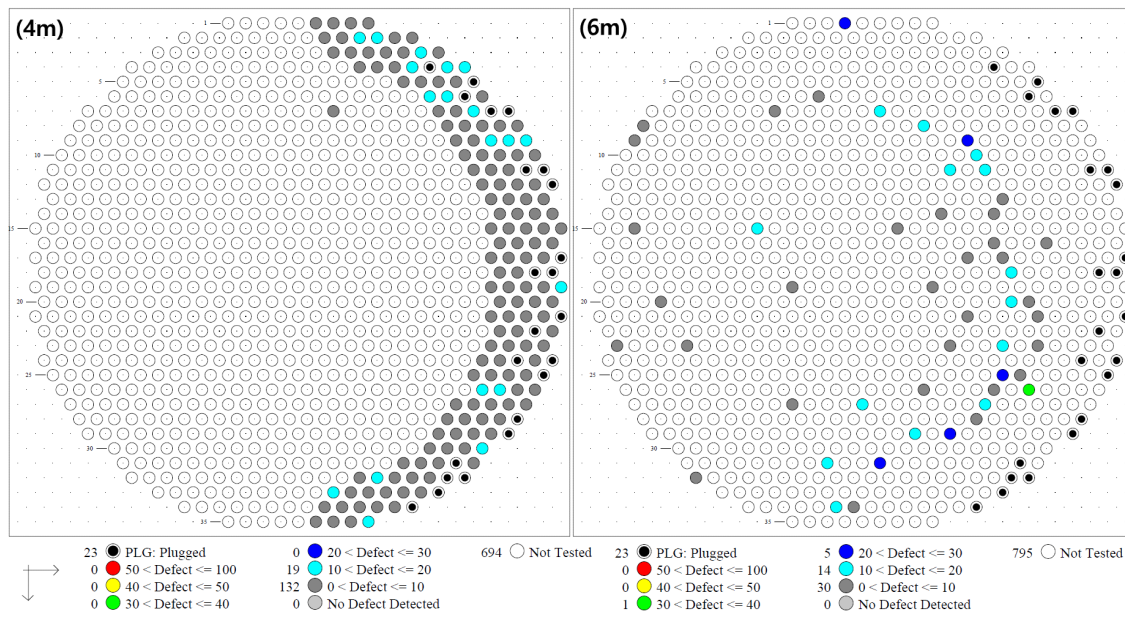 (4m)
1
5
10
15
20
25
30
35
23 PLG: Plugged
0 50 < Defect <= 100
0 40 < Defect <= 50
0 30 < Defect <= 40
0 20 < Defect <= 30
19 10 < Defect <= 20
132 0 < Defect <= 10
0 No Defect Detected
694 Not Tested
(6m)
1
5
10
15
20
25
30
35
23 PLG: Plugged
0 50 < Defect <= 100
0 40 < Defect <= 50
1 30 < Defect <= 40
5 20 < Defect <= 30
14 10 < Defect <= 20
30 0 < Defect <= 10
0 No Defect Detected
795 Not Tested